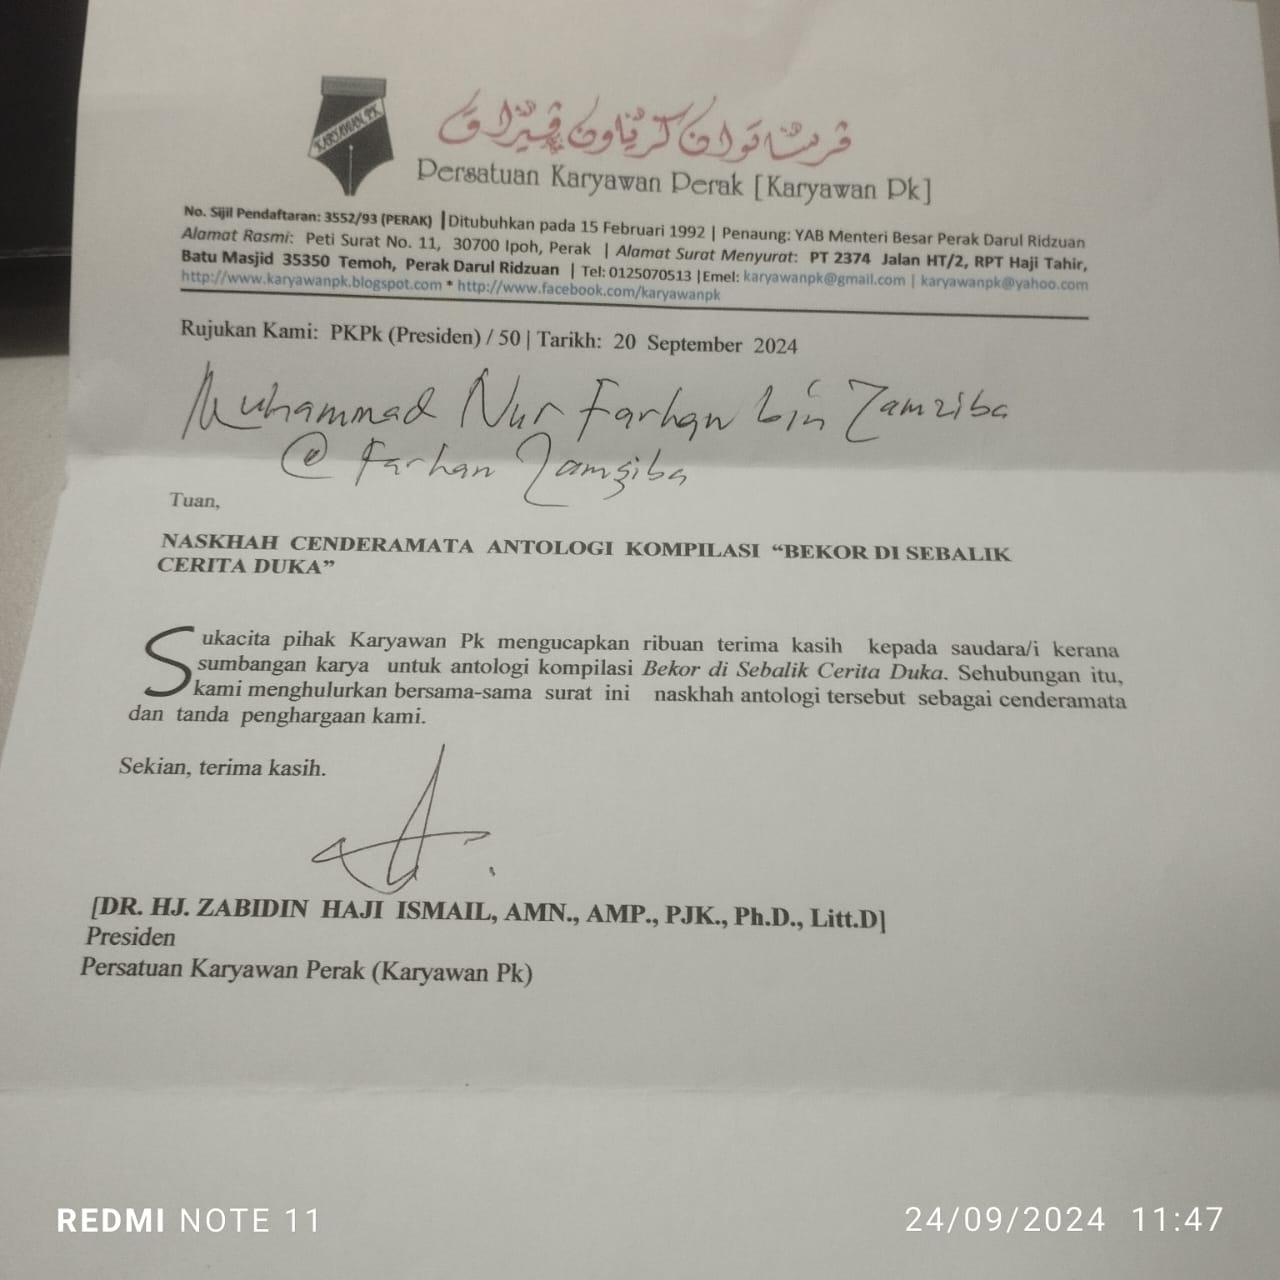 KARYAWAN PK
ڤرساتوان كرياون ڤيراق
Persatuan Karyawan Perak [Karyawan Pk]
No. Sijil Pendaftaran: 3552/93 (PERAK) | Ditubuhkan pada 15 Februari 1992 | Penaung: YAB Menteri Besar Perak Darul Ridzuan
Alamat Rasmi: Peti Surat No. 11, 30700 Ipoh, Perak | Alamat Surat Menyurat: PT 2374 Jalan HT/2, RPT Haji Tahir,
Batu Masjid 35350 Temoh, Perak Darul Ridzuan | Tel: 0125070513 |Emel: karyawanpk@gmail.com | karyawanpk@yahoo.com
http://www.karyawanpk.blogspot.com * http://www.facebook.com/karyawanpk
Rujukan Kami: PKPk (Presiden) / 50 | Tarikh: 20 September 2024
Muhammad Nur Farhan bin Zamziba
@ Farhan Zamziba
Tuan,
NASKHAH CENDERAMATA ANTOLOGI KOMPILASI “BEKOR DI SEBALIK
CERITA DUKA”
Sukacita pihak Karyawan Pk mengucapkan ribuan terima kasih kepada saudara/i kerana
sumbangan karya untuk antologi kompilasi Bekor di Sebalik Cerita Duka. Sehubungan itu,
kami menghulurkan bersama-sama surat ini naskhah antologi tersebut sebagai cenderamata
dan tanda penghargaan kami.
Sekian, terima kasih.
[DR. HJ. ZABIDIN HAJI ISMAIL, AMN., AMP., PJK., Ph.D., Litt.D]
Presiden
Persatuan Karyawan Perak (Karyawan Pk)
REDMI NOTE 11
24/09/2024 11:47